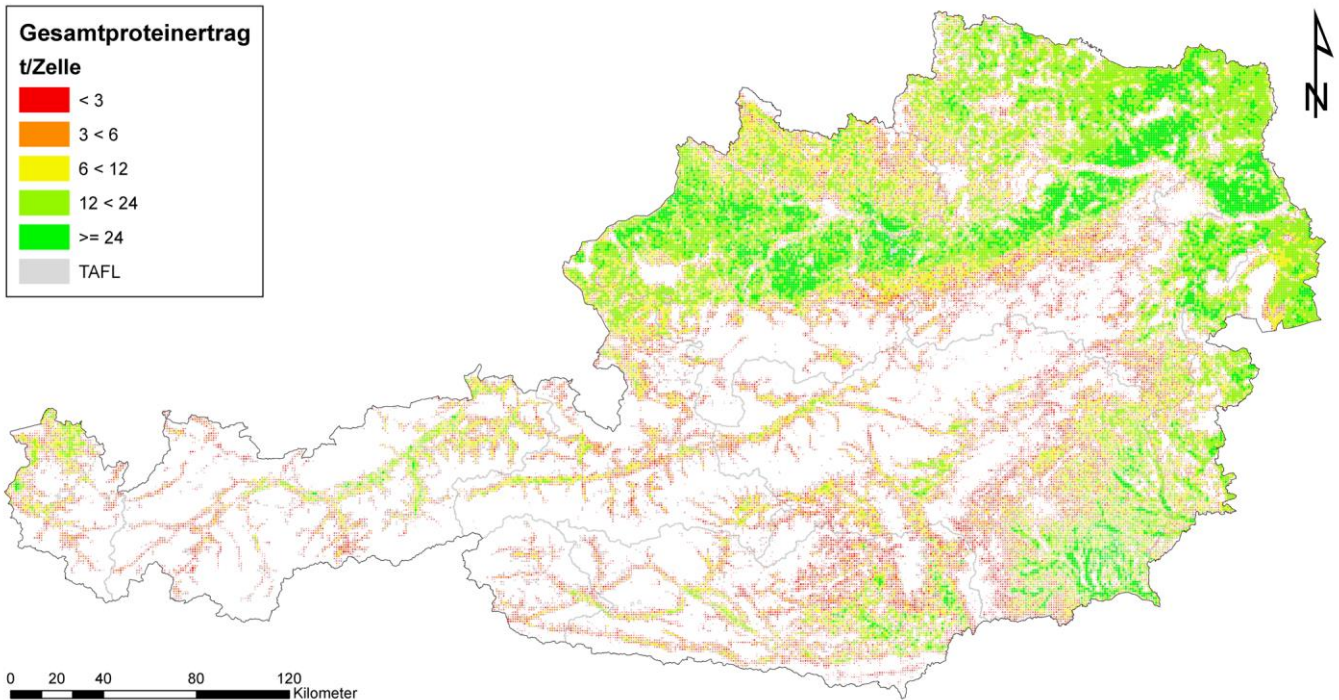 Gesamtproteinertrag
t/Zelle
< 3
3 < 6
6 < 12
12 < 24
>= 24
TAFL
N
0 20 40 80 120
Kilometer